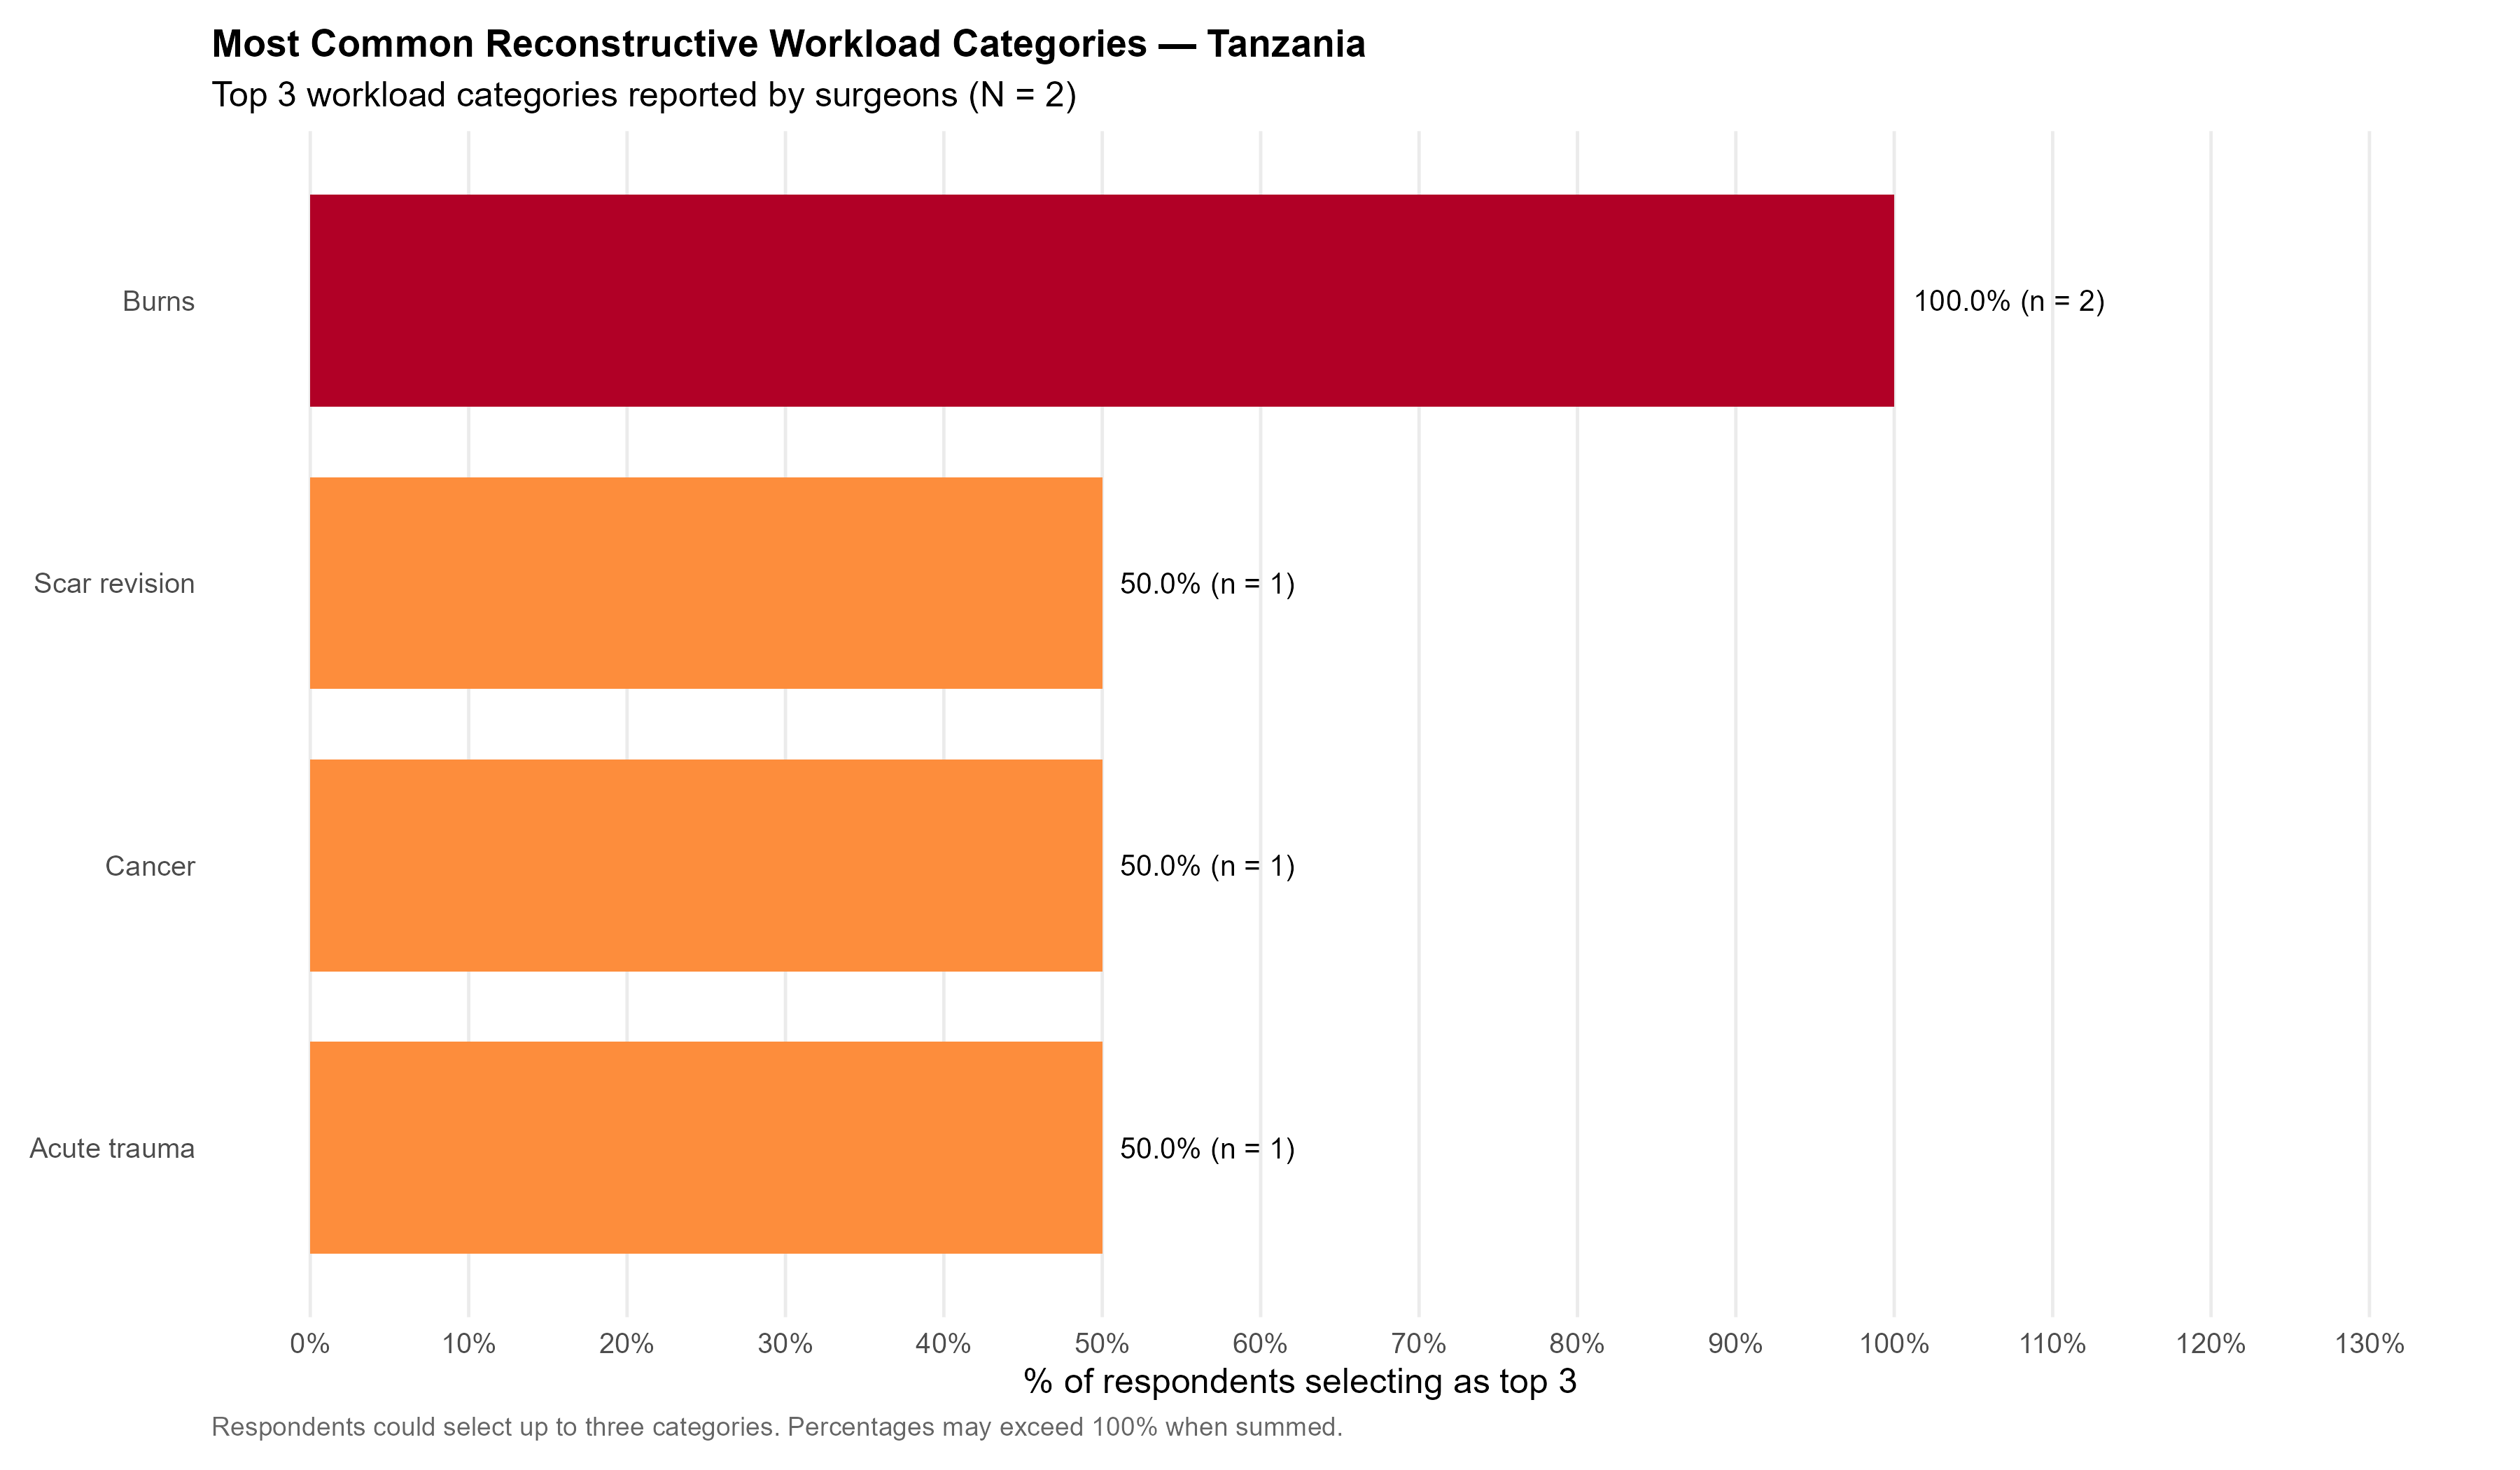 Most Common Reconstructive Workload Categories — Tanzania
Top 3 workload categories reported by surgeons (N = 2)
Burns
100.0% (n = 2)
Scar revision
50.0% (n = 1)
Cancer
50.0% (n = 1)
Acute trauma
50.0% (n = 1)
0% 10% 20% 30% 40% 50% 60% 70% 80% 90% 100% 110% 120% 130%
% of respondents selecting as top 3
Respondents could select up to three categories. Percentages may exceed 100% when summed.